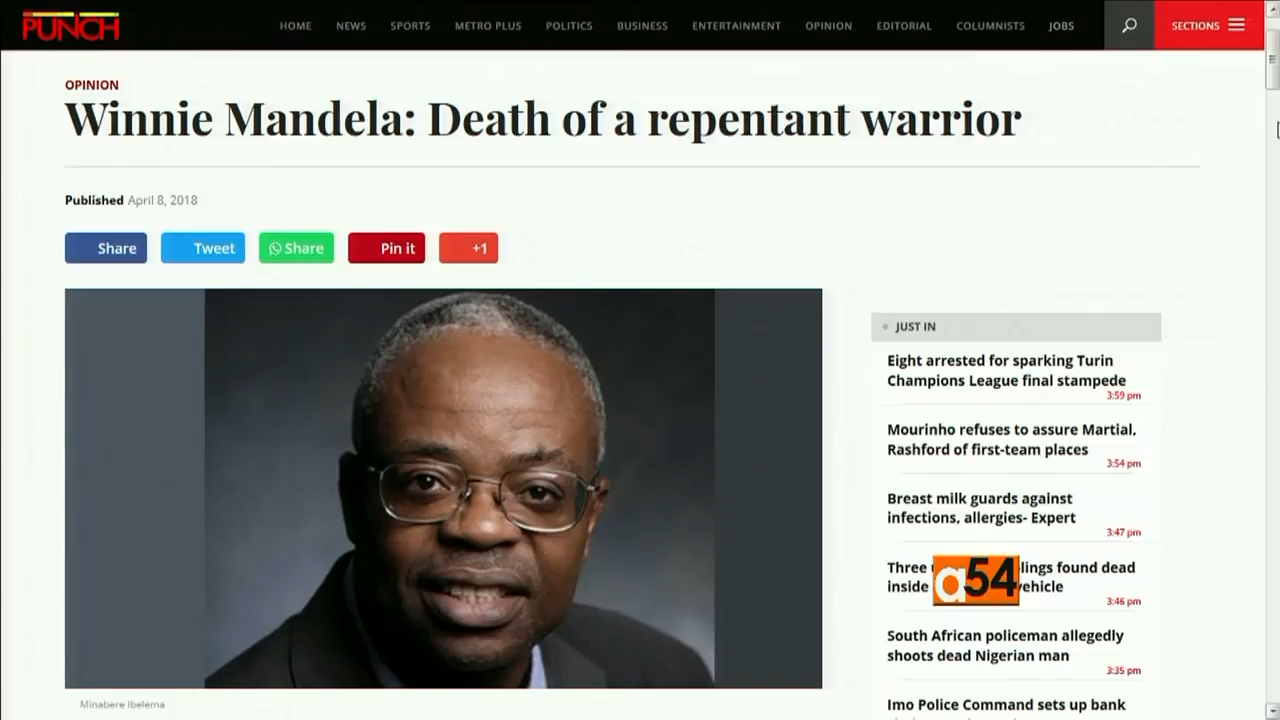 PUNCH
HOME NEWS SPORTS METRO PLUS POLITICS BUSINESS ENTERTAINMENT OPINION EDITORIAL COLUMNISTS JOBS
SECTIONS
OPINION
Winnie Mandela: Death of a repentant warrior
Published April 8, 2018
Share Tweet Share Pin it +1
JUST IN
Eight arrested for sparking Turin
Champions League final stampede
3:59 pm
Mourinho refuses to assure Martial,
Rashford of first-team places
3:54 pm
Breast milk guards against
infections, allergies- Expert
3:47 pm
Three lings found dead
inside vehicle
a54
3:46 pm
South African policeman allegedly
shoots dead Nigerian man
3:35 pm
Imo Police Command sets up bank
Minabere Ibelema